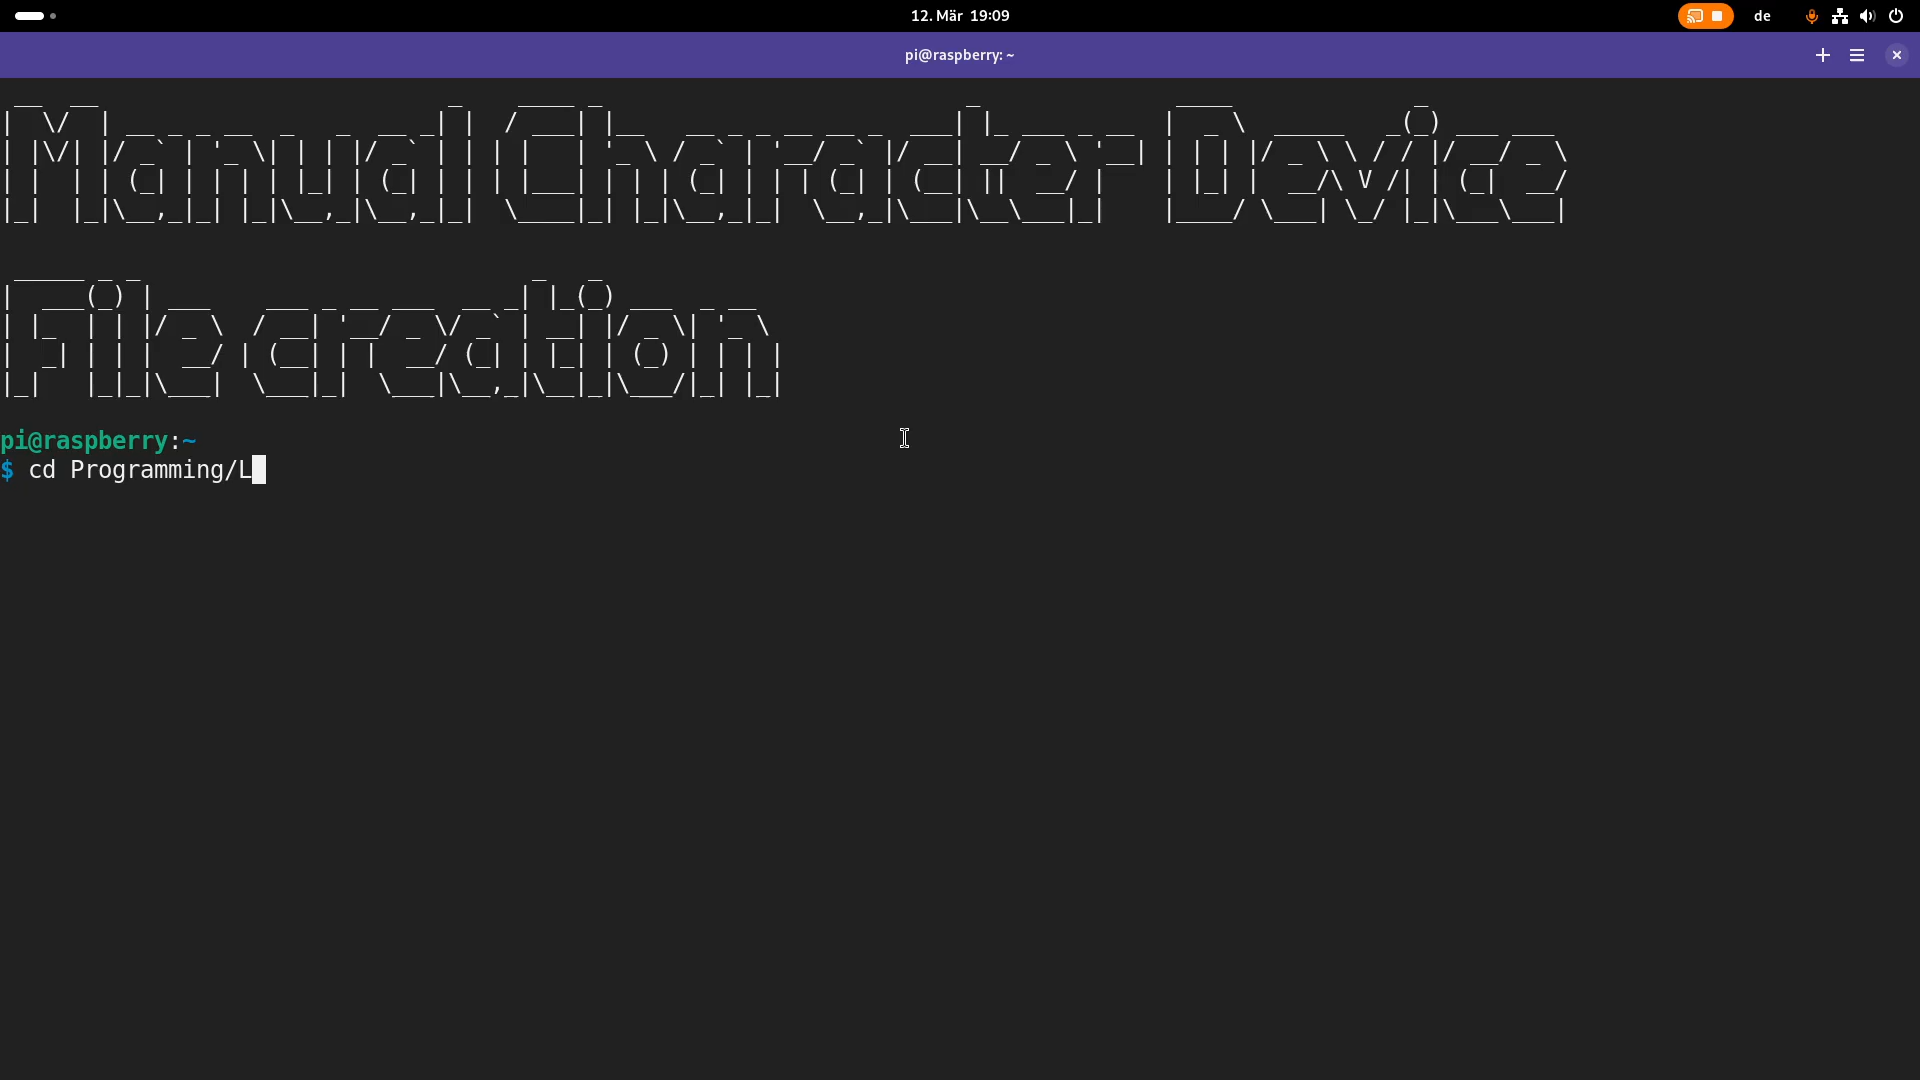 12. Mär 19:09
de
pi@raspberry: ~
Manual Character Device
File creation
pi@raspberry:~
$ cd Programming/L